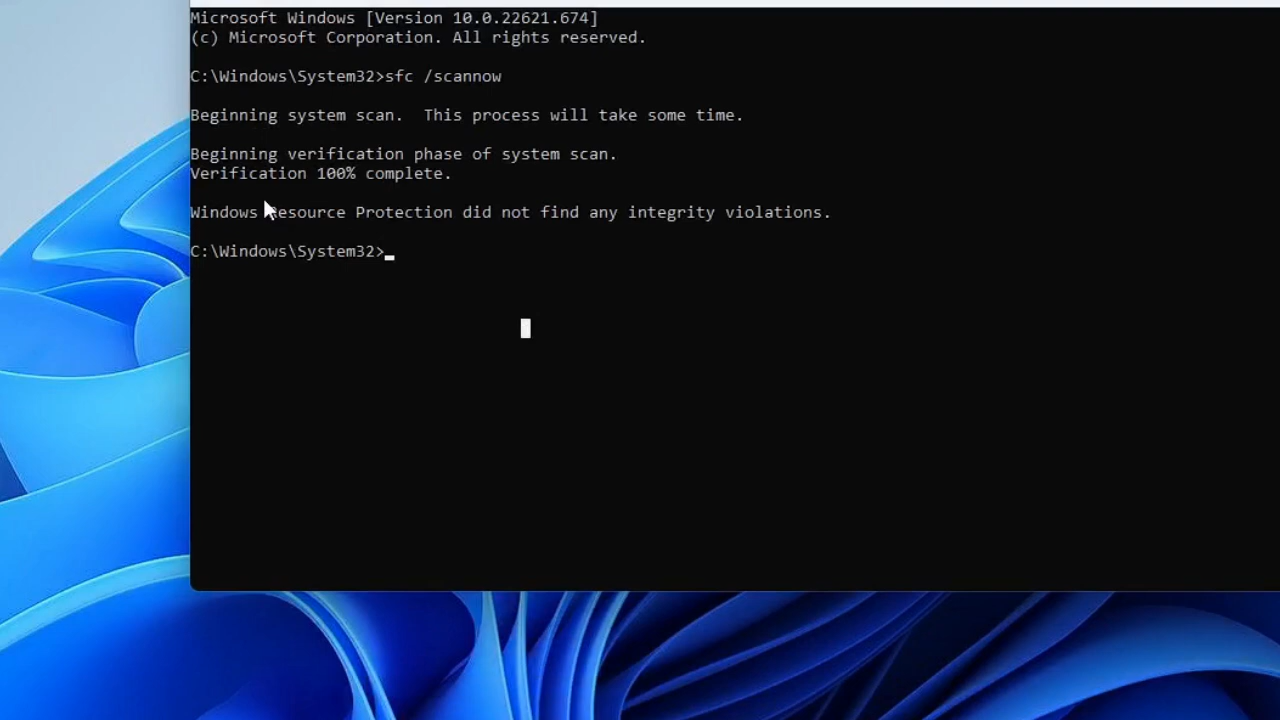 Microsoft Windows [Version 10.0.22621.674]
(c) Microsoft Corporation. All rights reserved.
C:\Windows\System32>sfc /scannow
Beginning system scan.  This process will take some time.
Beginning verification phase of system scan.
Verification 100% complete.
Windows Resource Protection did not find any integrity violations.
C:\Windows\System32>